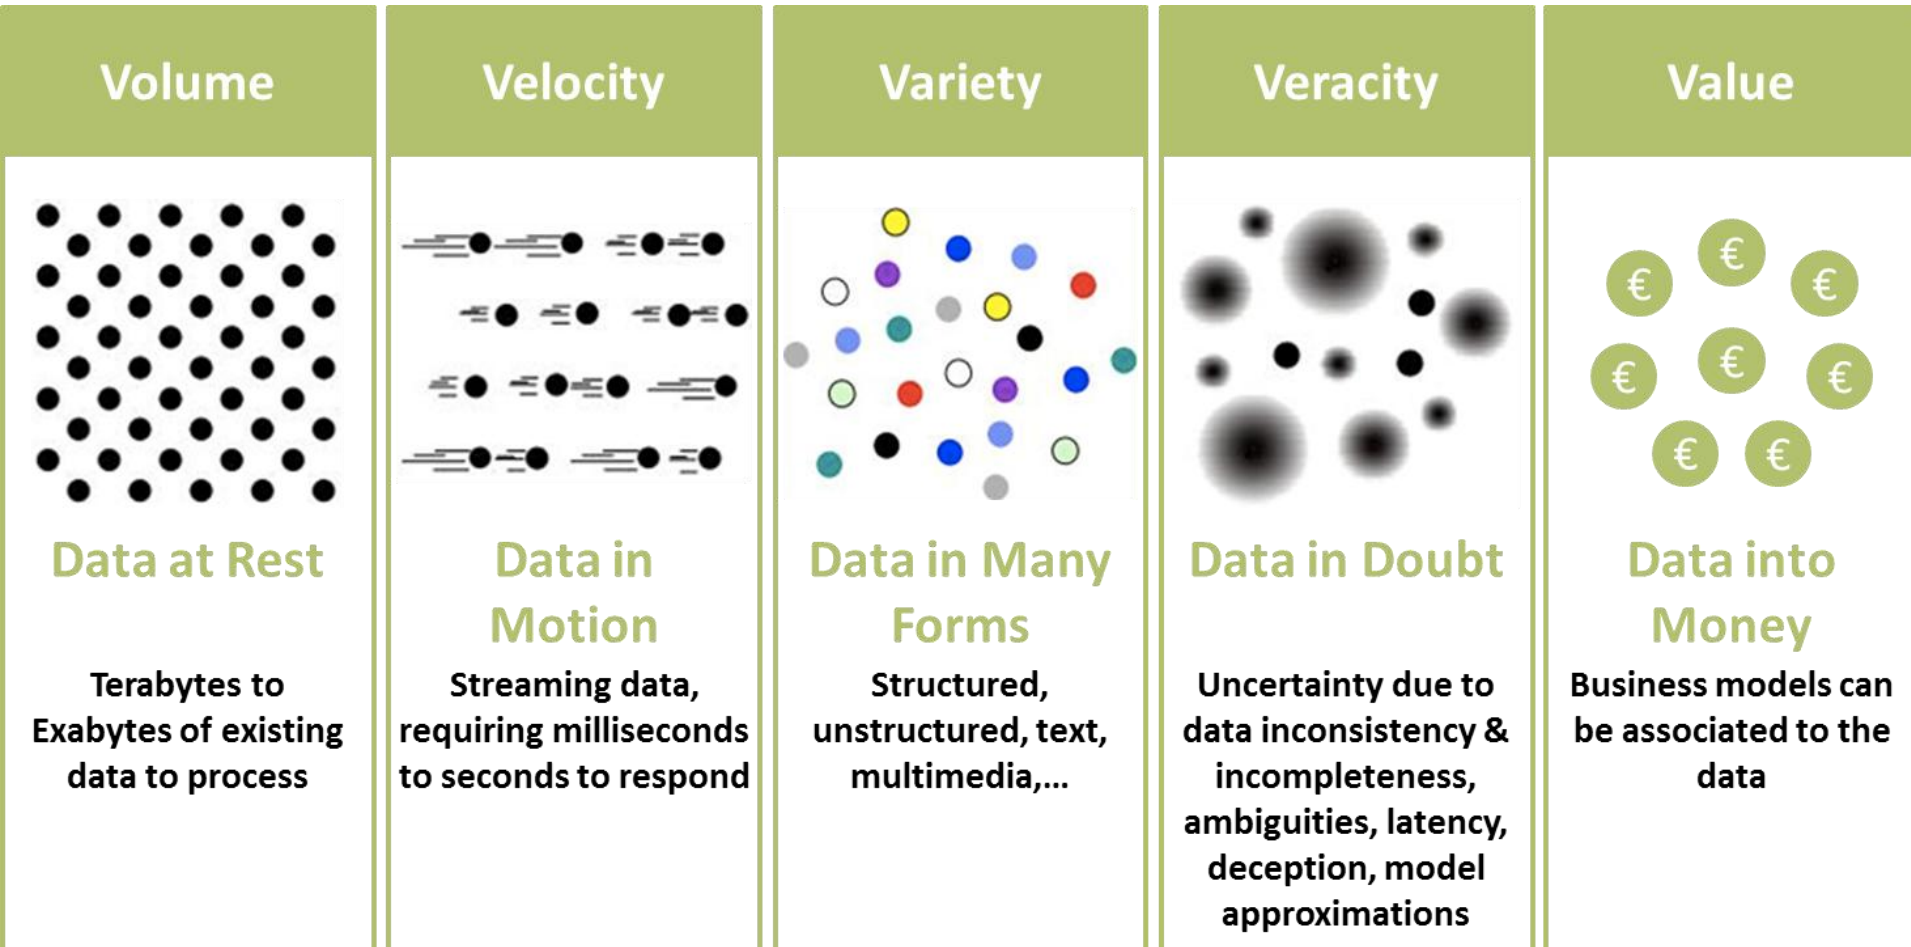 Volume
Data at Rest
Terabytes to
Exabytes of existing
data to process
Velocity
Data in
Motion
Streaming data,
requiring milliseconds
to seconds to respond
Variety
Data in Many
Forms
Structured,
unstructured, text,
multimedia,...
Veracity
Data in Doubt
Uncertainty due to
data inconsistency &
incompleteness,
ambiguities, latency,
deception, model
approximations
Value
€
€
€
€
€
€
€
€
Data into
Money
Business models can
be associated to the
data